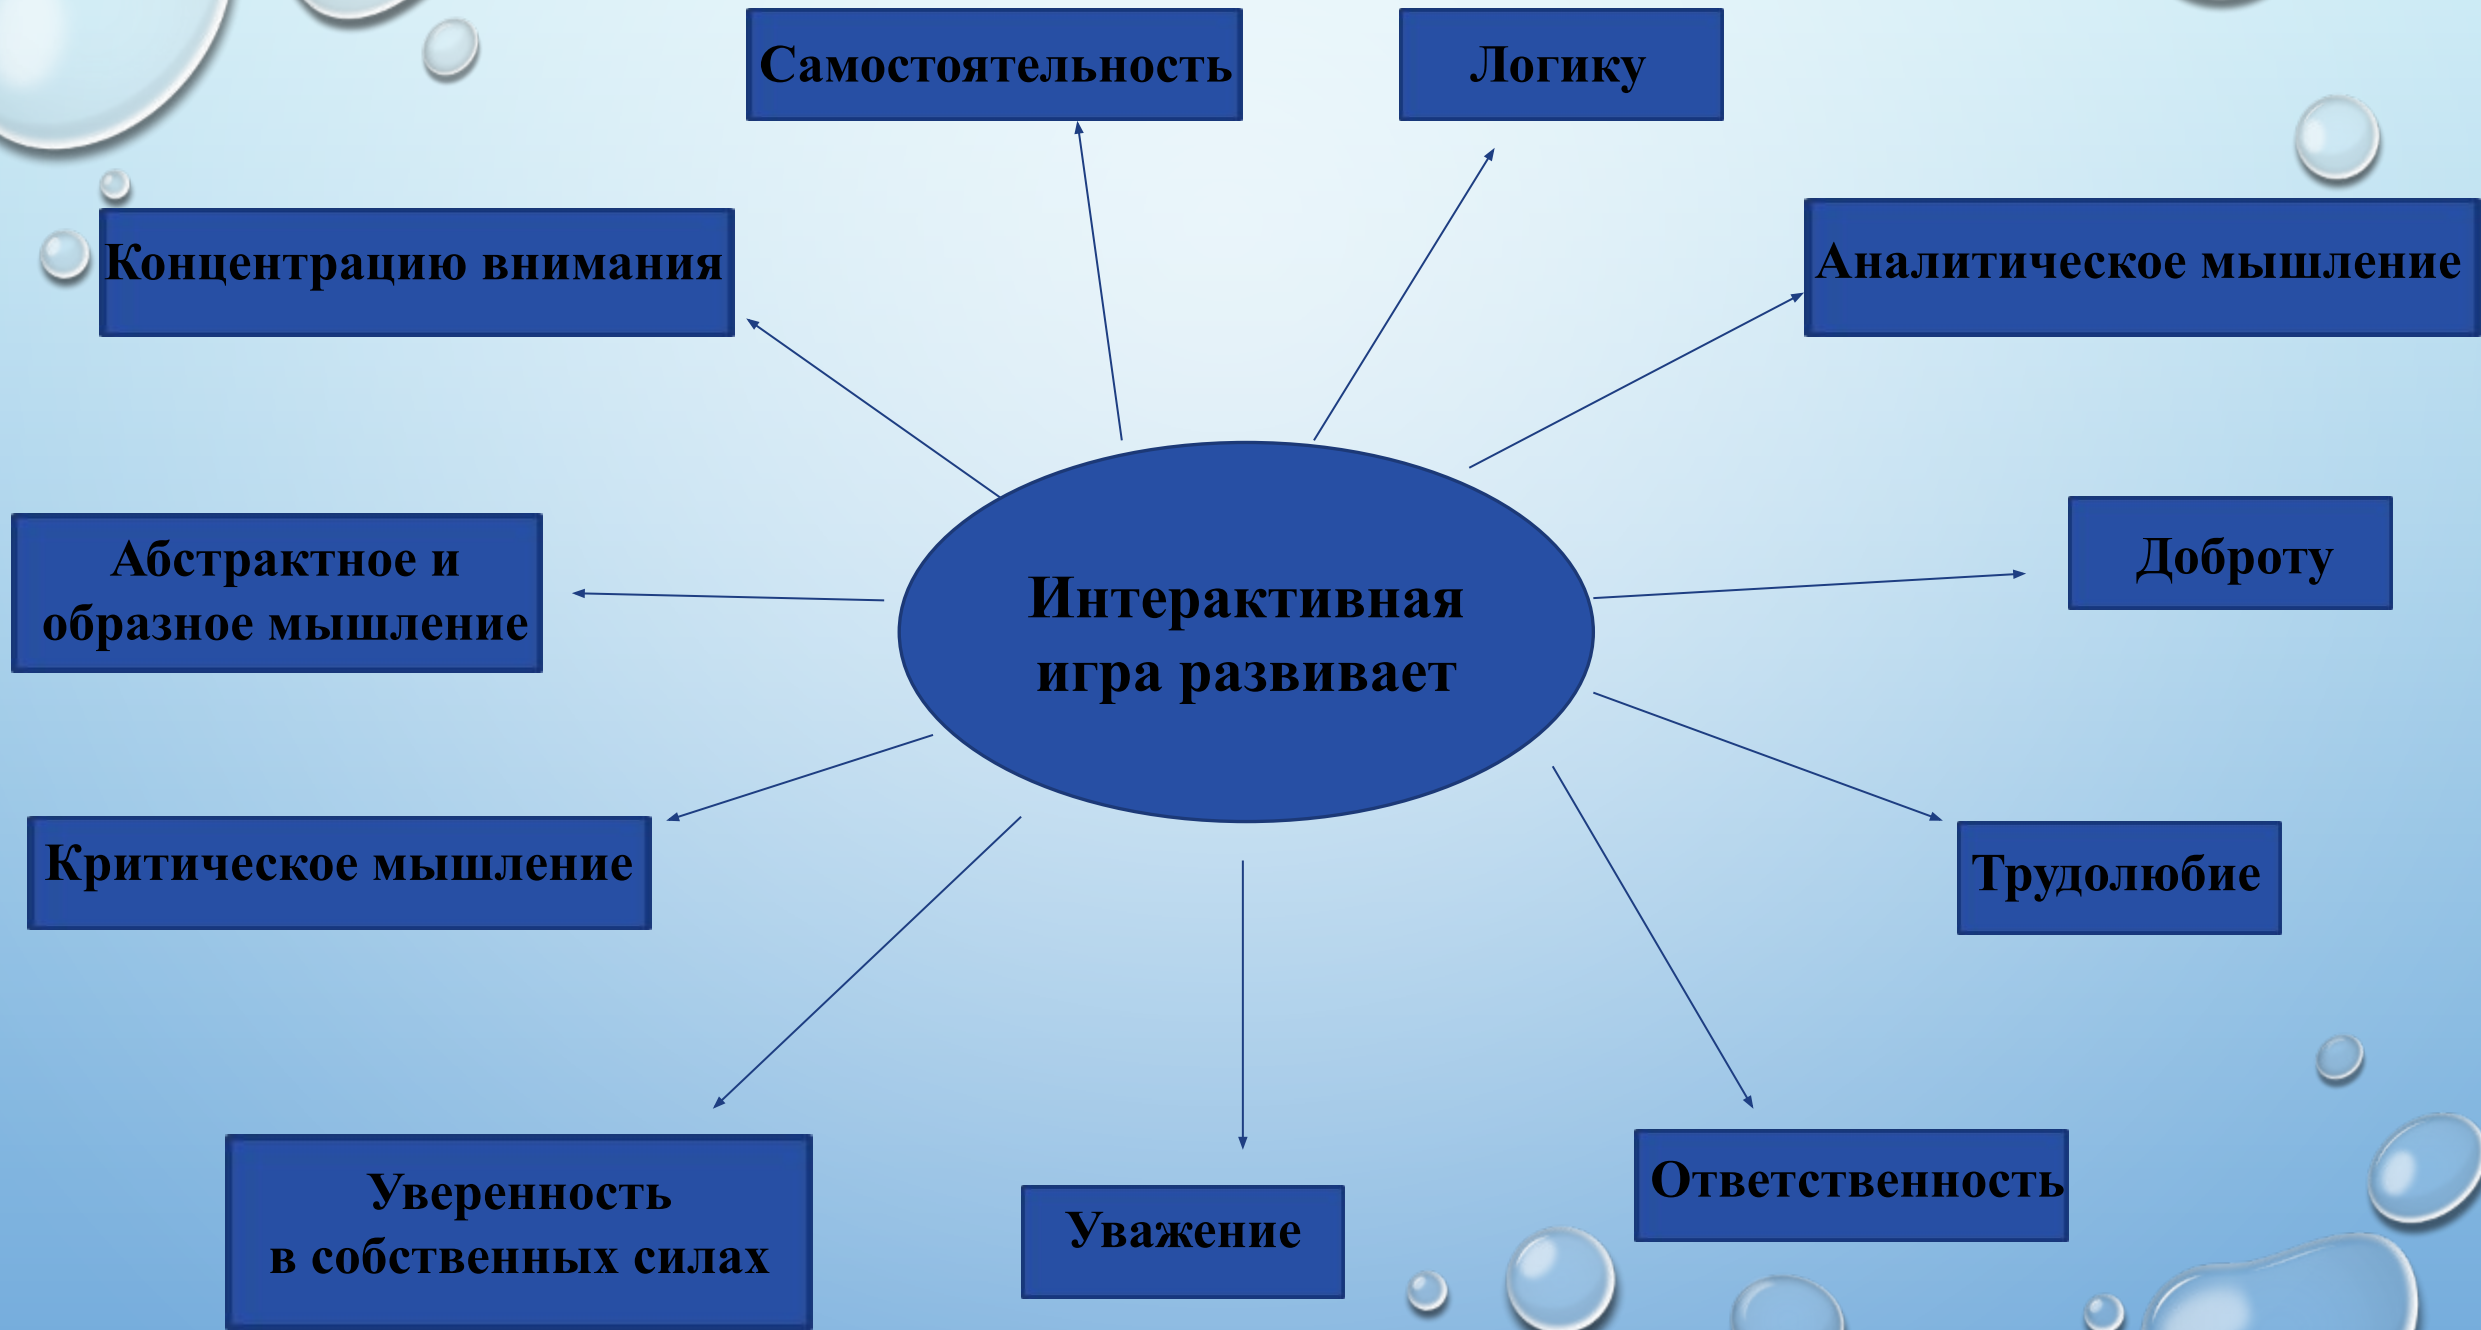 Самостоятельность
Логику
Концентрацию внимания
Аналитическое мышление
Абстрактное и
образное мышление
Доброту
Интерактивная
игра развивает
Критическое мышление
Трудолюбие
Уверенность
в собственных силах
Уважение
Ответственность